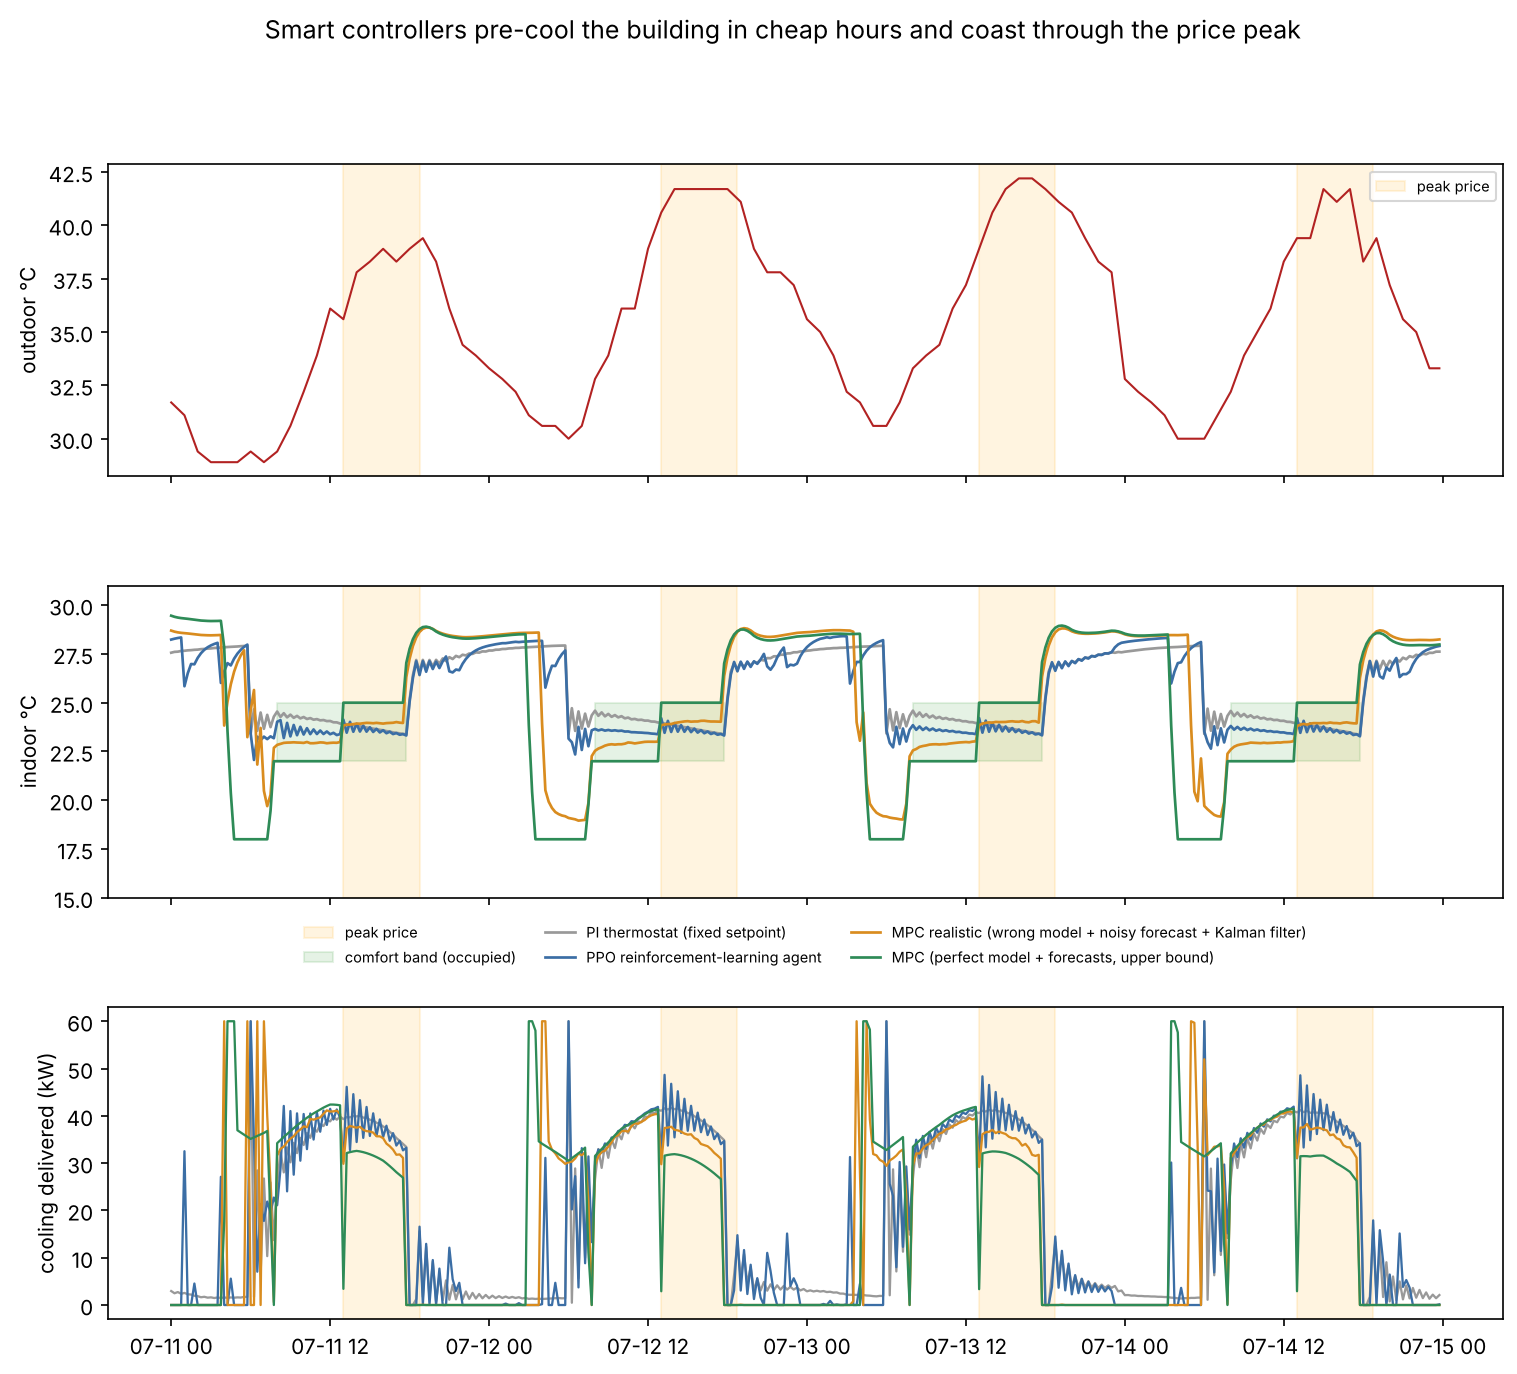 Smart controllers pre-cool the building in cheap hours and coast through the price peak
42.5
40.0
37.5
35.0
32.5
30.0
outdoor °C
peak price
30.0
27.5
25.0
22.5
20.0
17.5
15.0
indoor °C
peak price
comfort band (occupied)
PI thermostat (fixed setpoint)
PPO reinforcement-learning agent
MPC realistic (wrong model + noisy forecast + Kalman filter)
MPC (perfect model + forecasts, upper bound)
60
50
40
30
20
10
0
cooling delivered (kW)
07-11 00
07-11 12
07-12 00
07-12 12
07-13 00
07-13 12
07-14 00
07-14 12
07-15 00